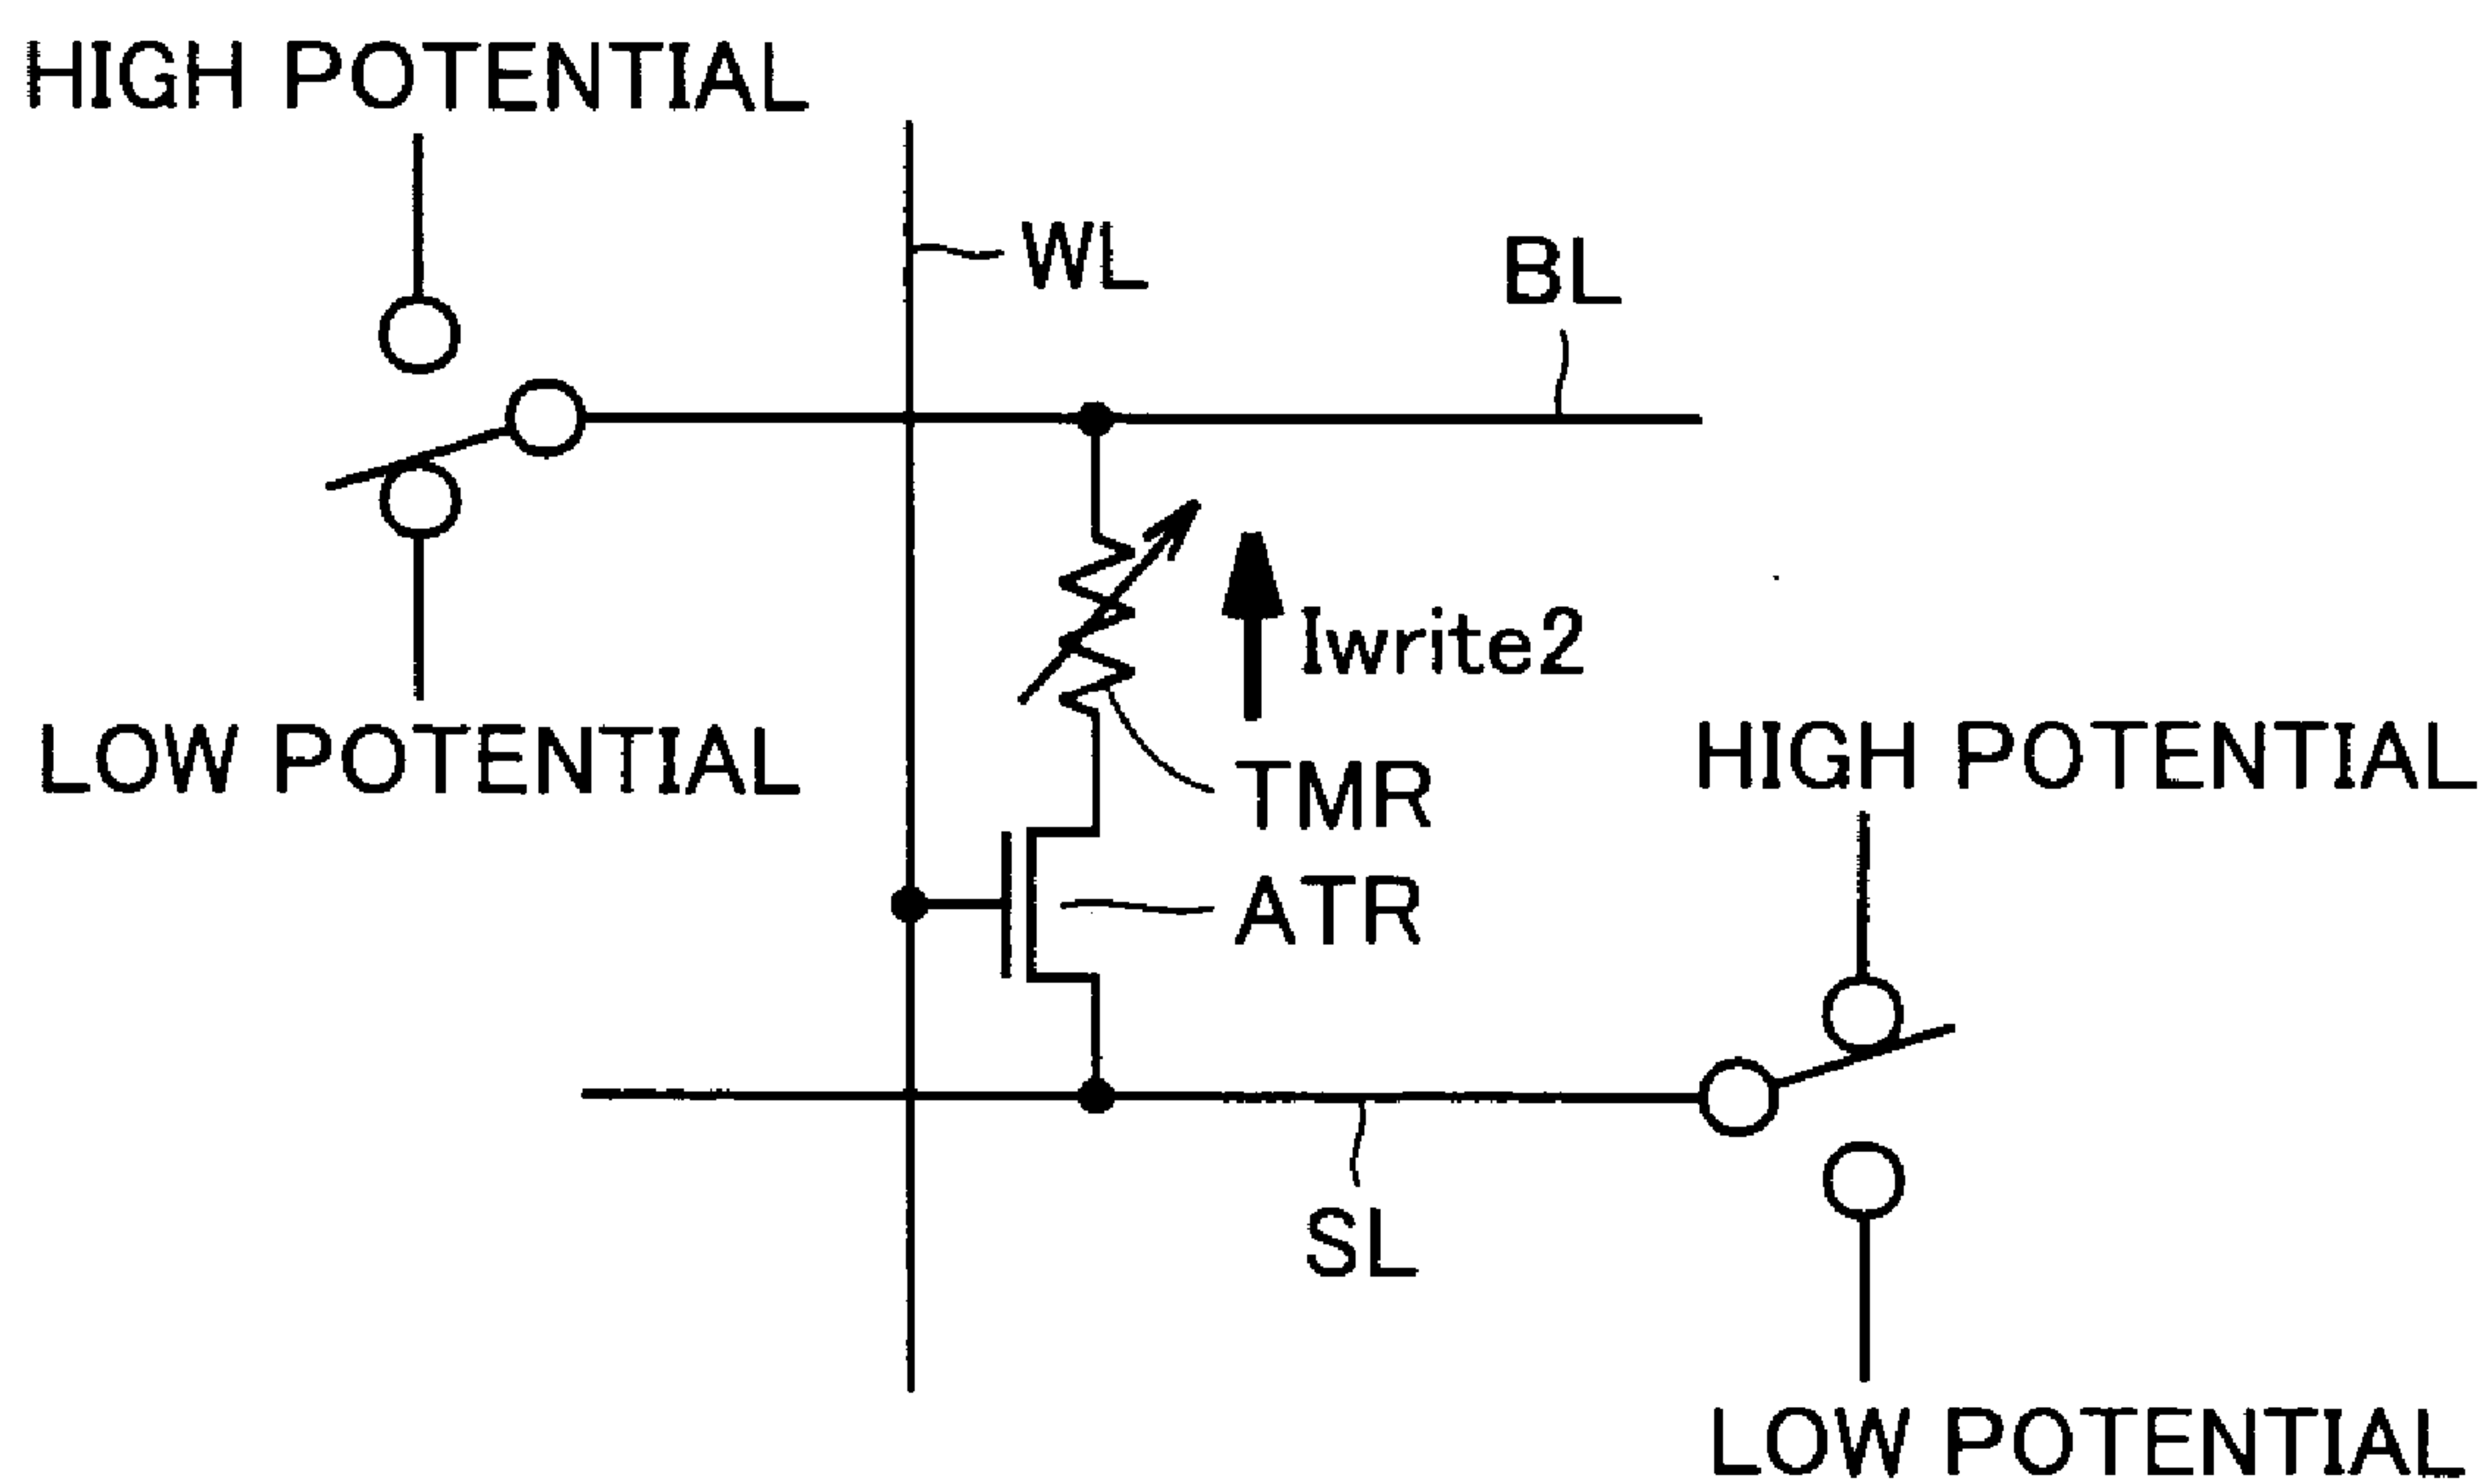 HIGH POTENTIAL
WL
BL
Iwrite2
LOW POTENTIAL
HIGH POTENTIAL
TMR
ATR
SL
LOW POTENTIAL